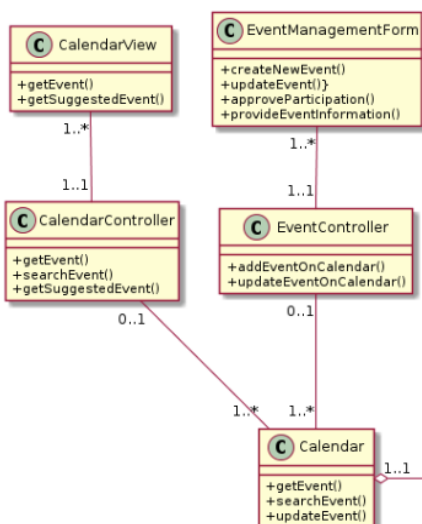 C CalendarView
+getEvent()
+getSuggestedEvent()
C EventManagementForm
+createNewEvent()
+updateEvent()}
+approveParticipation()
+provideEventInformation()
1..*
1..*
1..1
1..1
C CalendarController
+getEvent()
+searchEvent()
+getSuggestedEvent()
C EventController
+addEventOnCalendar()
+updateEventOnCalendar()
0..1
0..1
1..*
1..*
C Calendar
+getEvent()
+searchEvent()
+updateEvent()
1..1